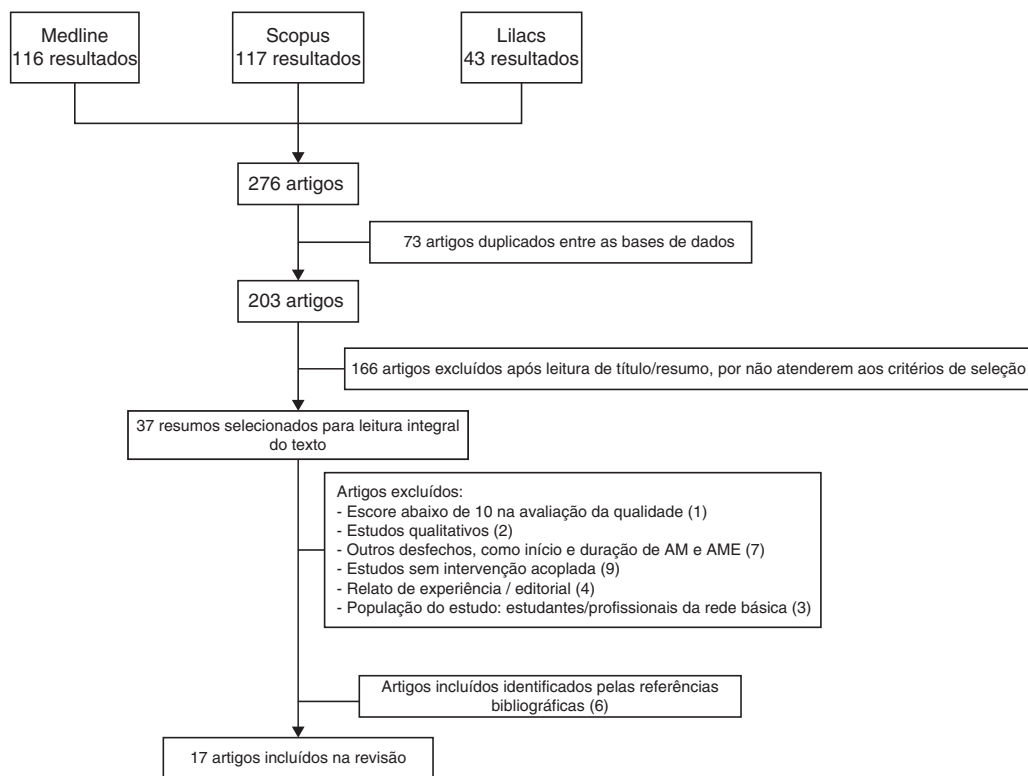 Medline
116 resultados
Scopus
117 resultados
Lilacs
43 resultados
276 artigos
73 artigos duplicados entre as bases de dados
203 artigos
166 artigos excluídos após leitura de título/resumo, por não atenderem aos critérios de seleção
37 resumos selecionados para leitura integral
do texto
Artigos excluídos:
- Escore abaixo de 10 na avaliação da qualidade (1)
- Estudos qualitativos (2)
- Outros desfechos, como início e duração de AM e AME (7)
- Estudos sem intervenção acoplada (9)
- Relato de experiência / editorial (4)
- População do estudo: estudantes/profissionais da rede básica (3)
Artigos incluídos identificados pelas referências
bibliográficas (6)
17 artigos incluídos na revisão